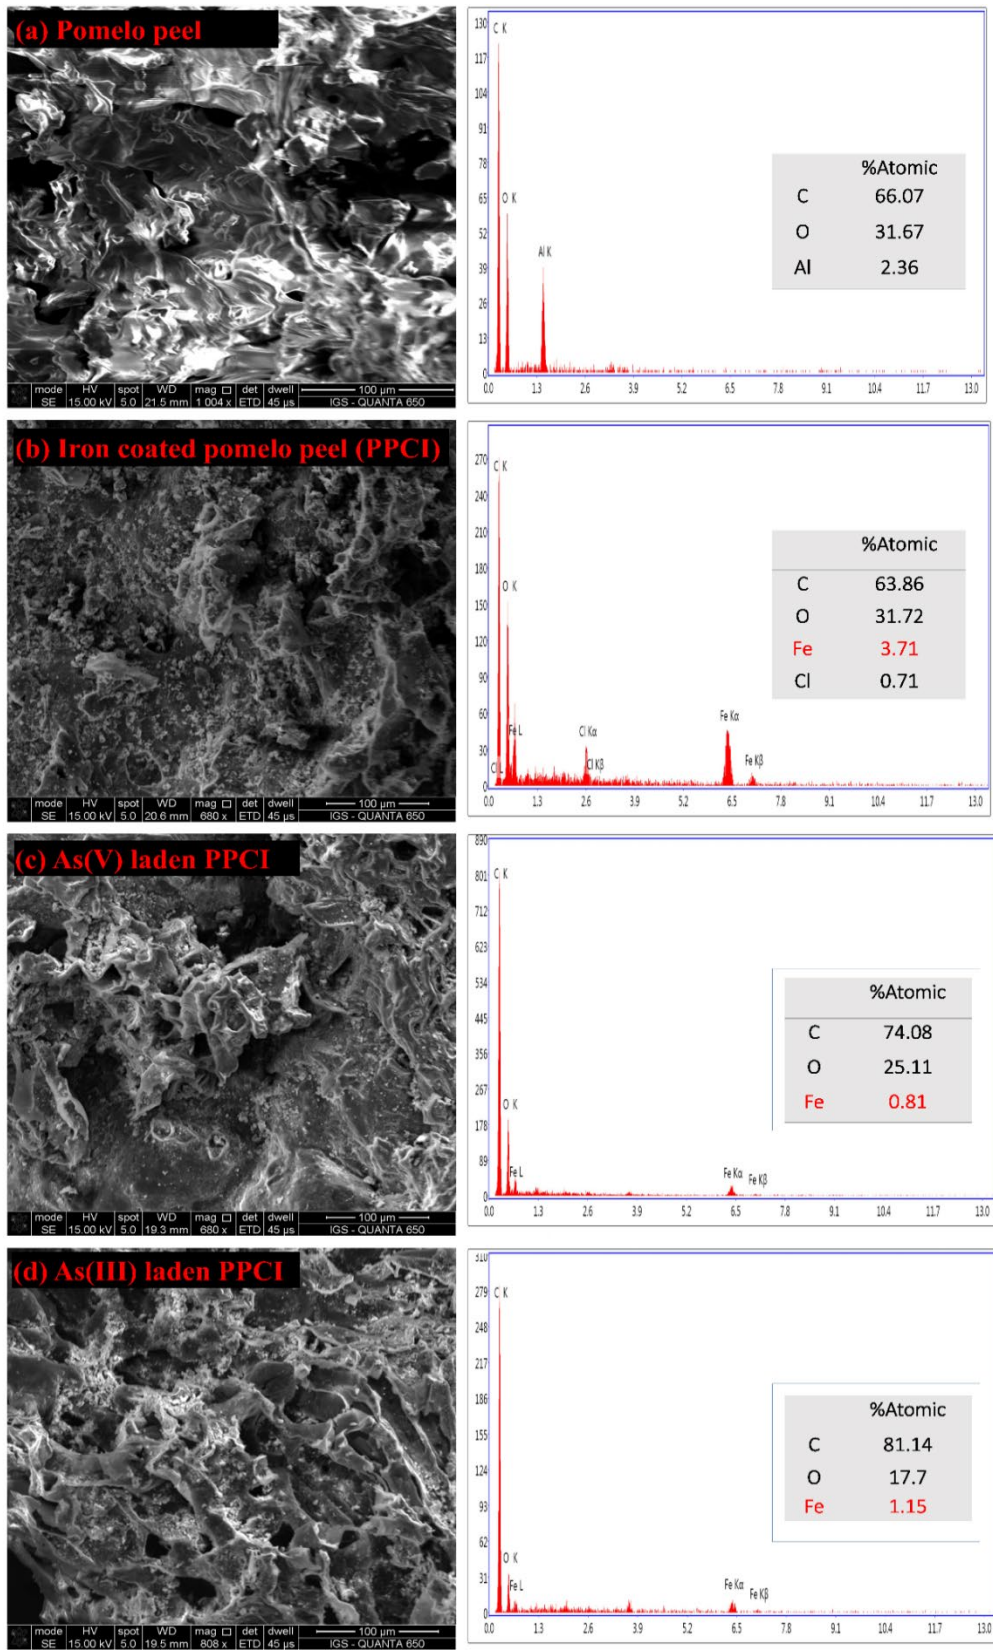 (a) Pomelo peel
mode HV spot WD mag □ det dwell 100 µm
SE 15.00 kV 5.0 21.5 mm 1 004 x ETD 45 µs IGS - QUANTA 650
130
117
104
91
78
65
52
39
26
13
0
C K
O K
Al K
0.0 1.3 2.6 3.9 5.2 6.5 7.8 9.1 10.4 11.7 13.0
%Atomic
C 66.07
O 31.67
Al 2.36
(b) Iron coated pomelo peel (PPCI)
mode HV spot WD mag □ det dwell 100 µm
SE 15.00 kV 5.0 20.6 mm 680 x ETD 45 µs IGS - QUANTA 650
270
240
210
180
150
120
90
60
30
0
C K
O K
Fe L
Cl L
Cl Kα
Cl Kβ
Fe Kα
Fe Kβ
0.0 1.3 2.6 3.9 5.2 6.5 7.8 9.1 10.4 11.7 13.0
%Atomic
C 63.86
O 31.72
Fe 3.71
Cl 0.71
(c) As(V) laden PPCI
mode HV spot WD mag □ det dwell 100 µm
SE 15.00 kV 5.0 19.3 mm 680 x ETD 45 µs IGS - QUANTA 650
890
801
712
623
534
445
356
267
178
89
0
C K
O K
Fe L
Fe Kα
Fe Kβ
0.0 1.3 2.6 3.9 5.2 6.5 7.8 9.1 10.4 11.7 13.0
%Atomic
C 74.08
O 25.11
Fe 0.81
(d) As(III) laden PPCI
mode HV spot WD mag □ det dwell 100 µm
SE 15.00 kV 5.0 19.5 mm 808 x ETD 45 µs IGS - QUANTA 650
310
279
248
217
186
155
124
93
62
31
0
C K
O K
Fe L
Fe Kα
Fe Kβ
0.0 1.3 2.6 3.9 5.2 6.5 7.8 9.1 10.4 11.7 13.0
%Atomic
C 81.14
O 17.7
Fe 1.15